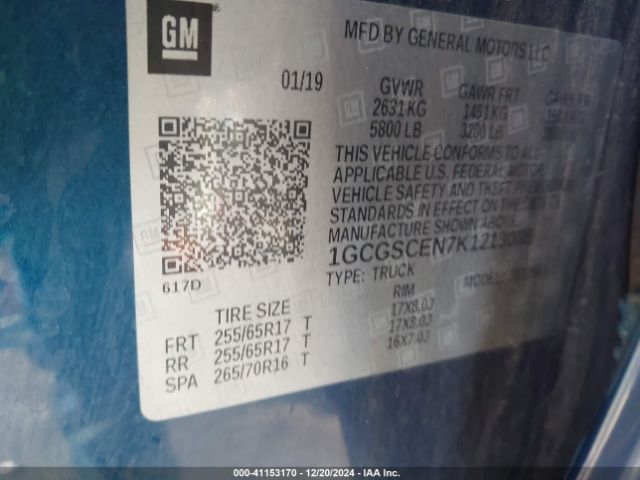 GM
MFD BY GENERAL MOTORS LLC
01/19
GVWR GAWR FRT
2631 KG 1451 KG
5800 LB 3200 LB
THIS VEHICLE CONFORMS TO ALL
APPLICABLE U.S. FEDERAL MOTOR
VEHICLE SAFETY AND THEFT PREVENTION
STANDARDS IN EFFECT ON THE DATE OF
MANUFACTURE SHOWN ABOVE.
617D
TYPE: TRUCK
TIRE SIZE RIM
FRT 255/65R17 T 17X8.0J
RR 255/65R17 T 17X8.0J
SPA 265/70R16 T 16X7.0J
00-41153170 - 12/20/2024 - IAA Inc.